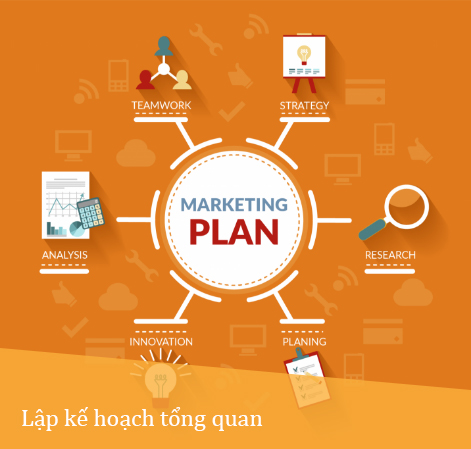 TEAMWORK
STRATEGY
MARKETING
PLAN
ANALYSIS
RESEARCH
INNOVATION
PLANING
Lập kế hoạch tổng quan